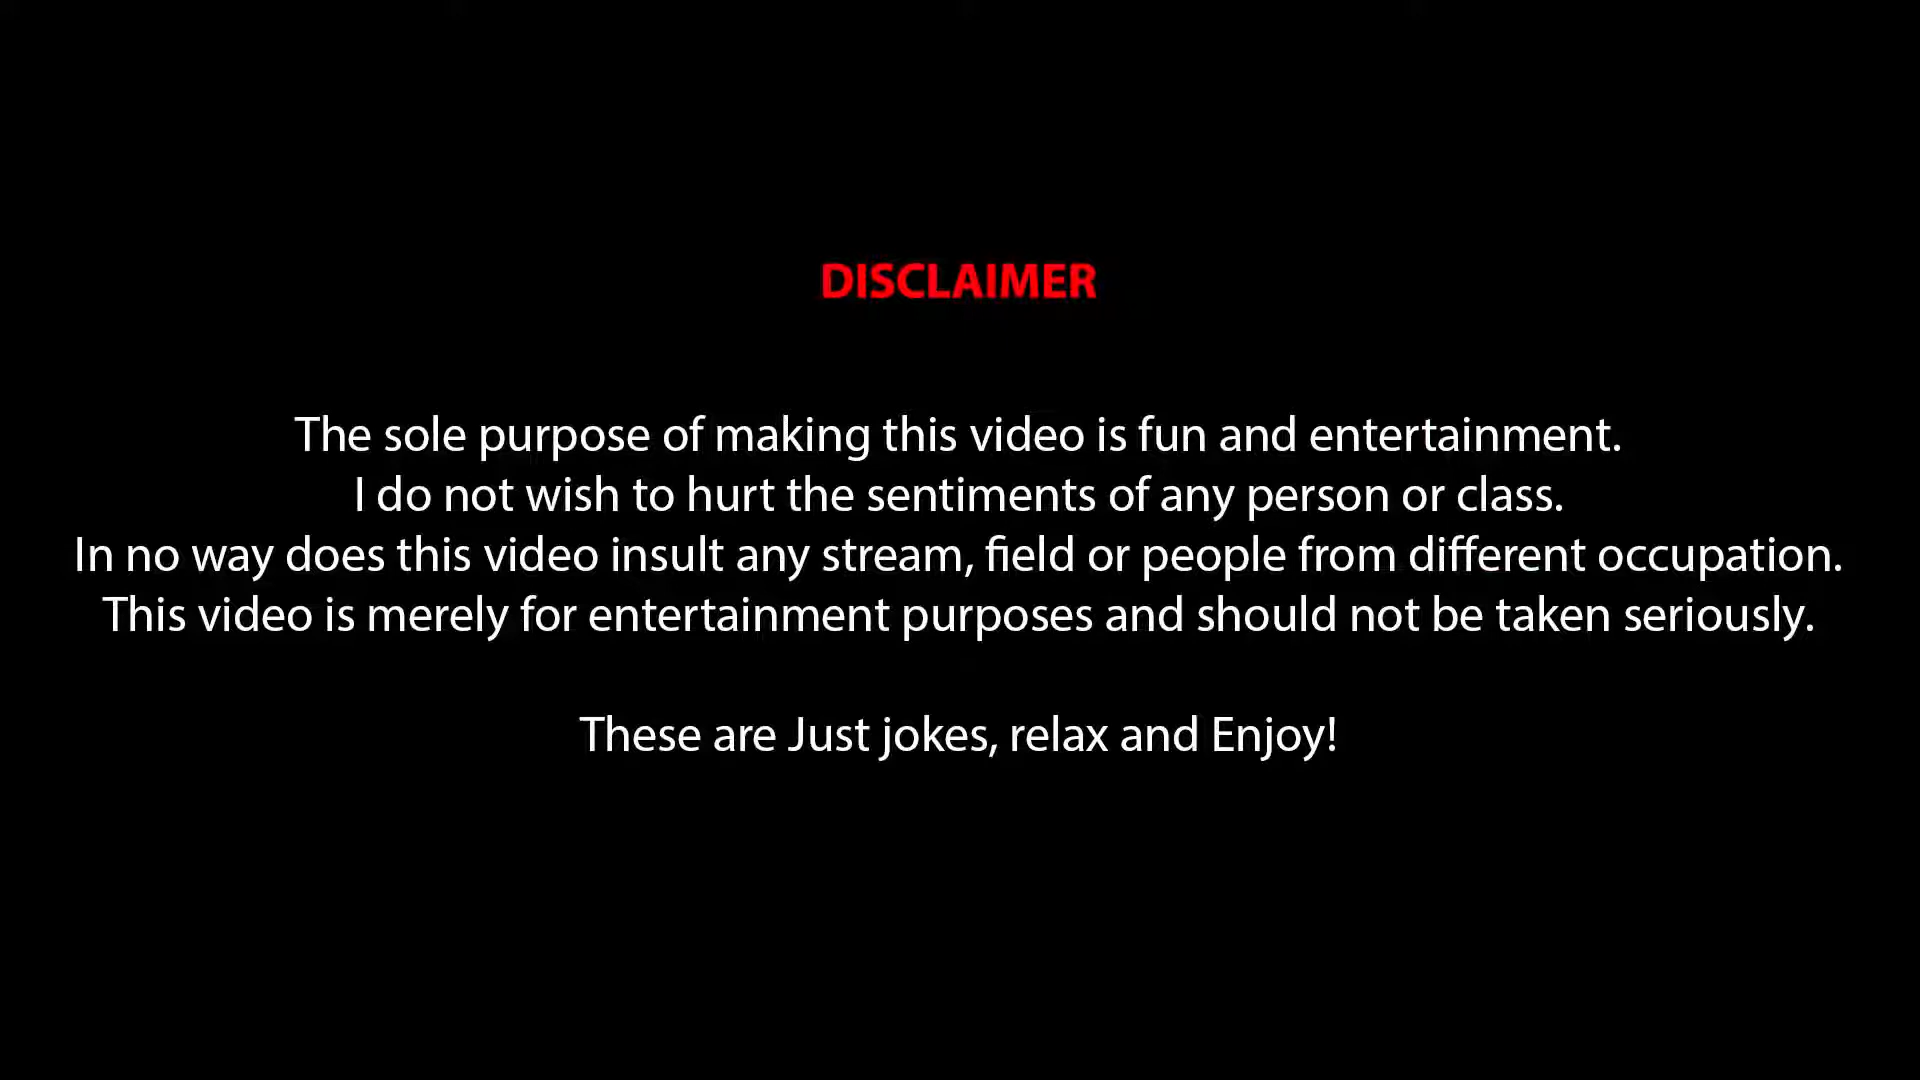 DISCLAIMER
The sole purpose of making this video is fun and entertainment.
I do not wish to hurt the sentiments of any person or class.
In no way does this video insult any stream, field or people from different occupation.
This video is merely for entertainment purposes and should not be taken seriously.
These are Just jokes, relax and Enjoy!